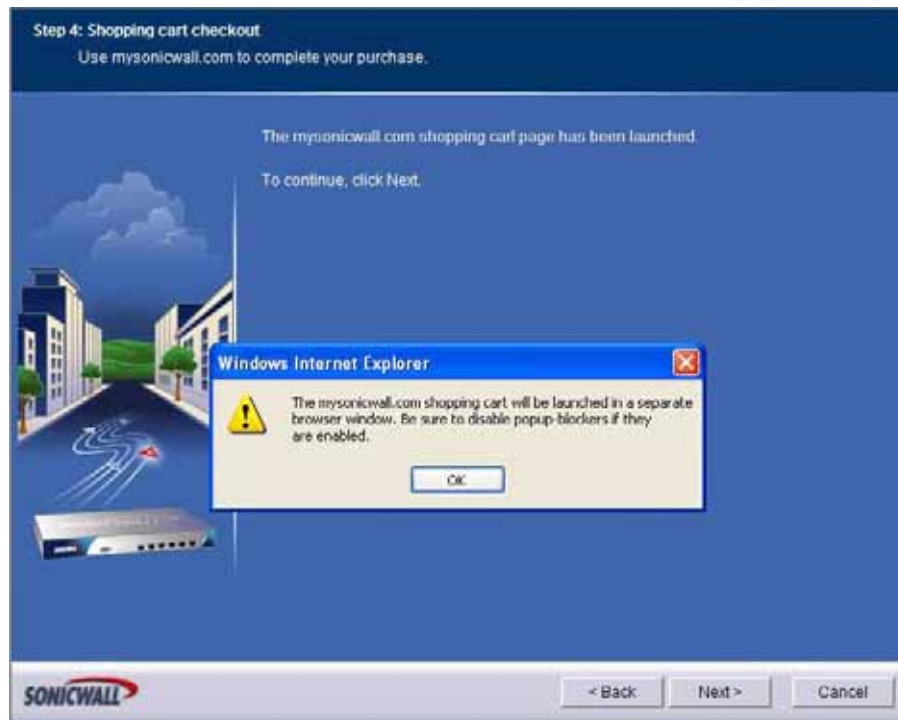 Step 4: Shopping cart checkout
Use mysonicwall.com to complete your purchase.
The mysonicwall.com shopping cart page has been launched.
To continue, click Next.
Windows Internet Explorer
The mysonicwall.com shopping cart will be launched in a separate
browser window. Be sure to disable popup-blockers if they
are enabled.
OK
SONICWALL
< Back
Next >
Cancel